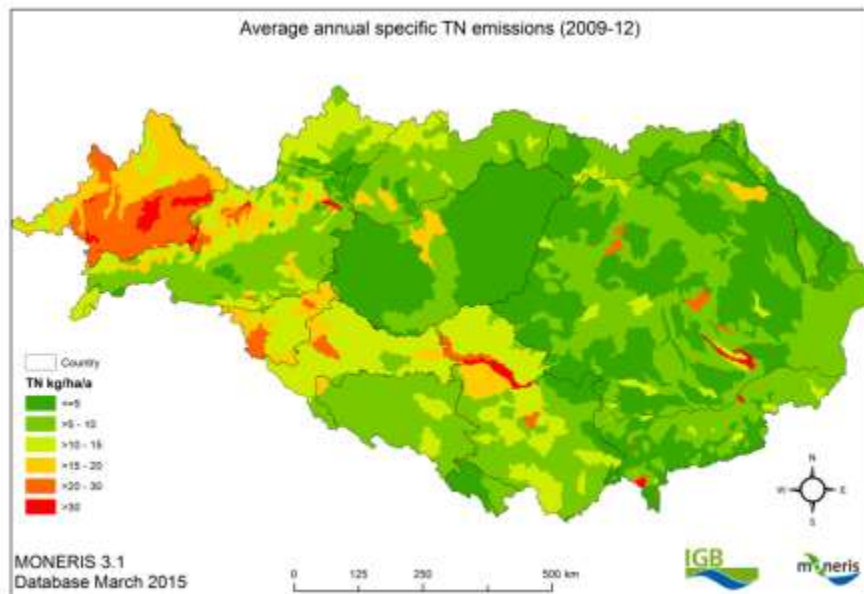 Average annual specific TN emissions (2009-12)
Country
TN kg/ha/a
<=5
>5 - 10
>10 - 15
>15 - 20
>20 - 30
>30
N
W E
S
MONERIS 3.1
Database March 2015
0 125 250 500 km
IGB
moneris